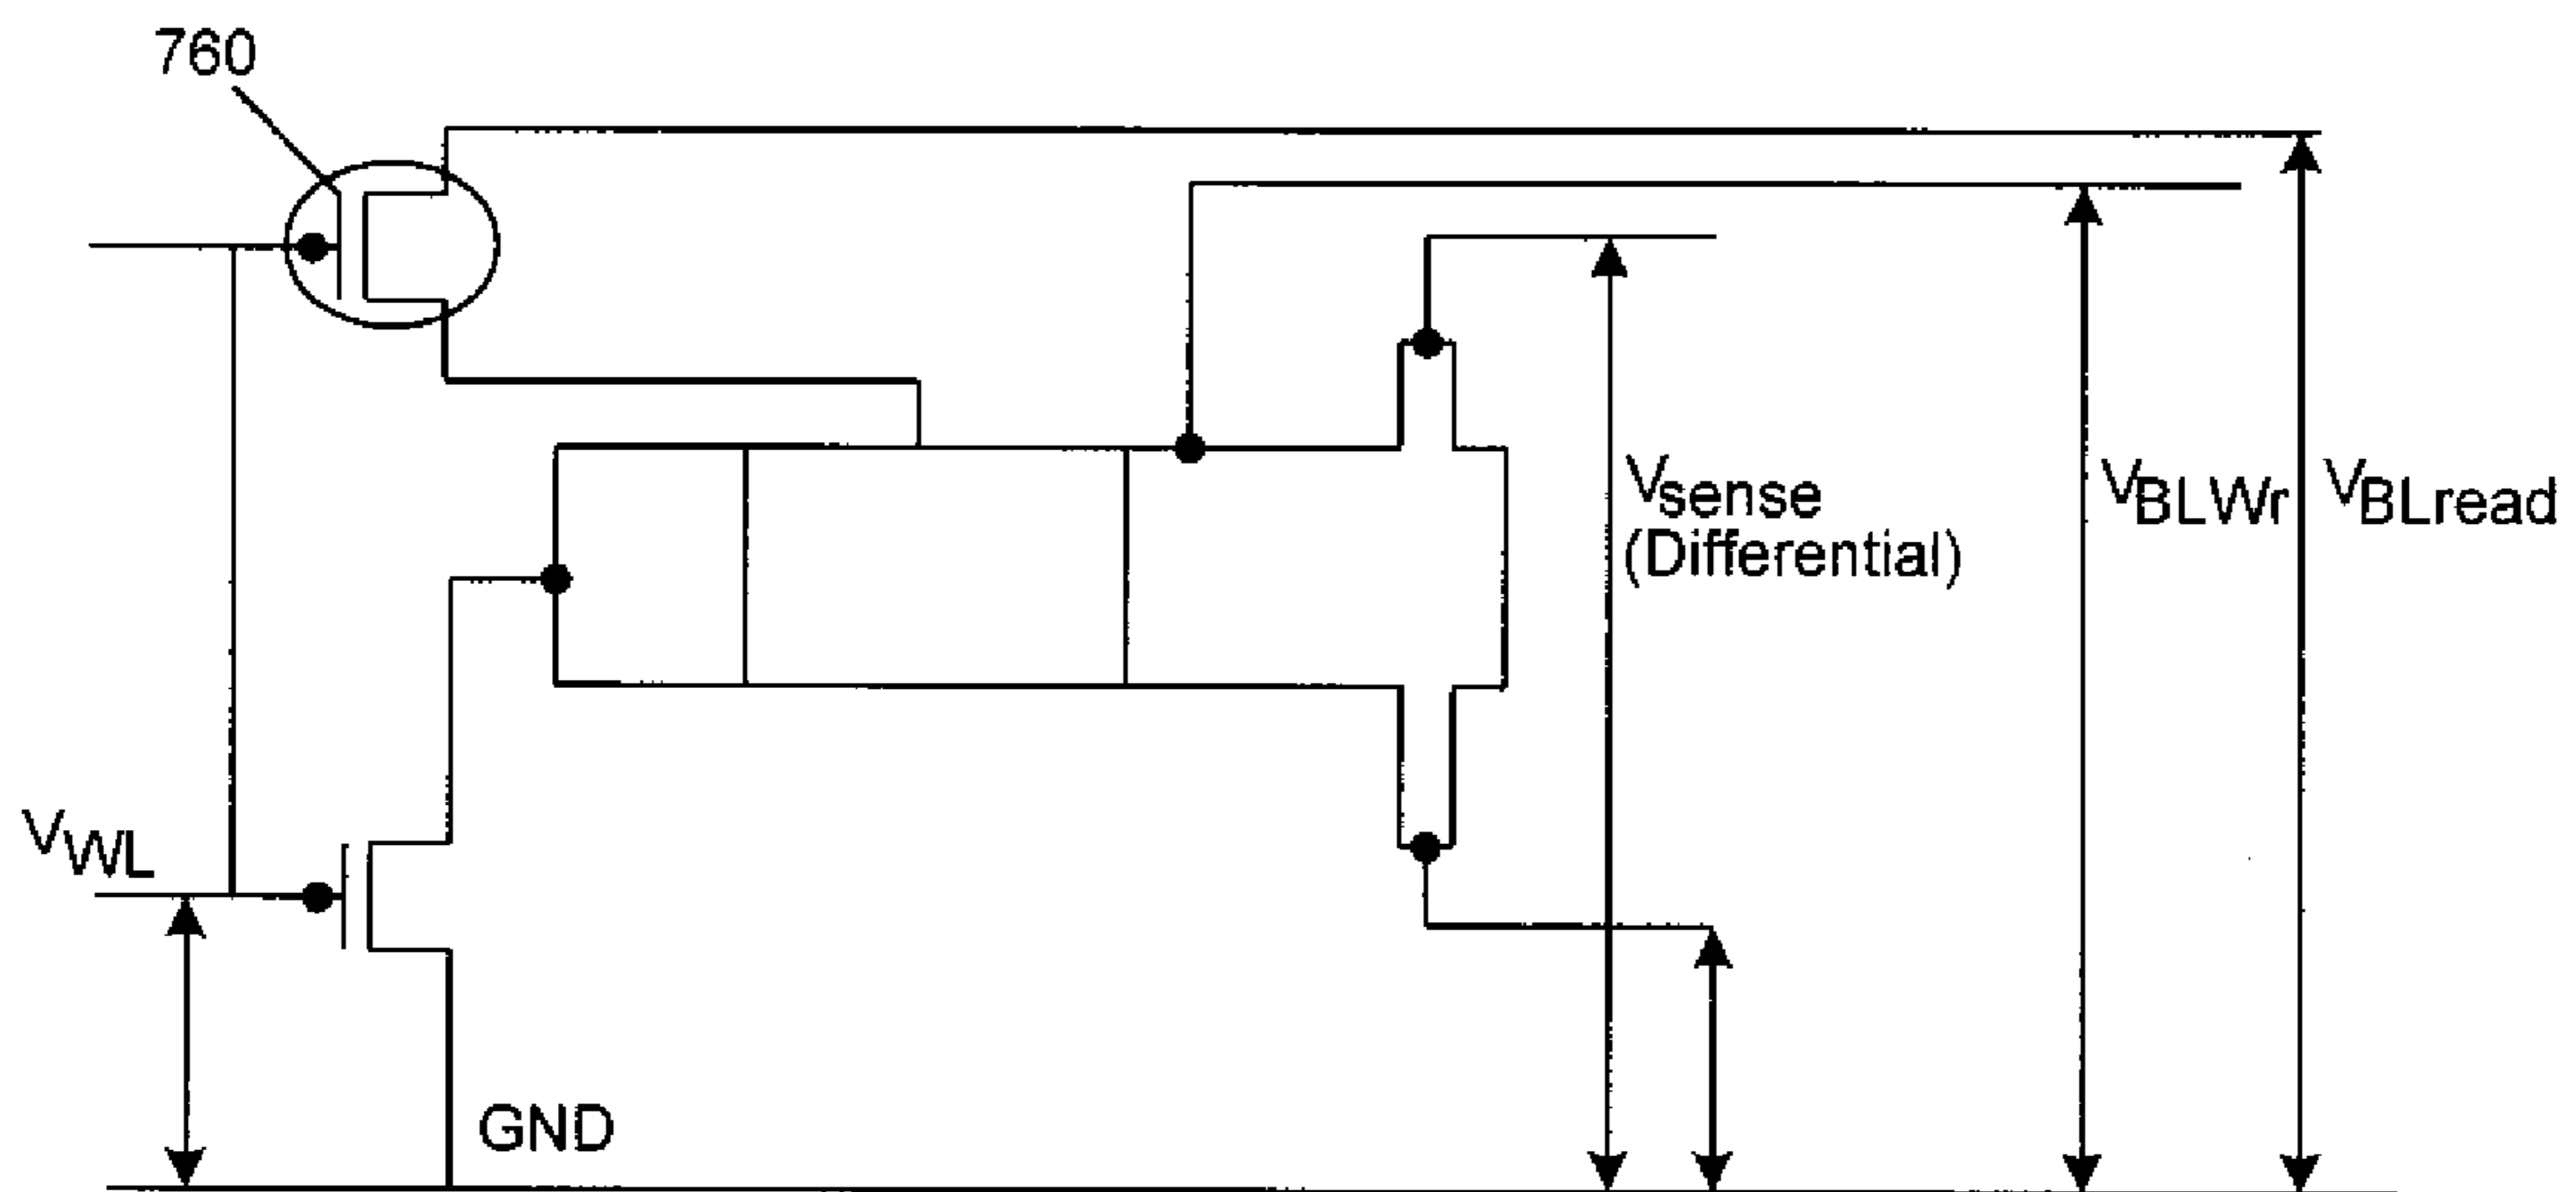 760
Vsense
(Differential)
VBLWr
VBLread
VWL
GND